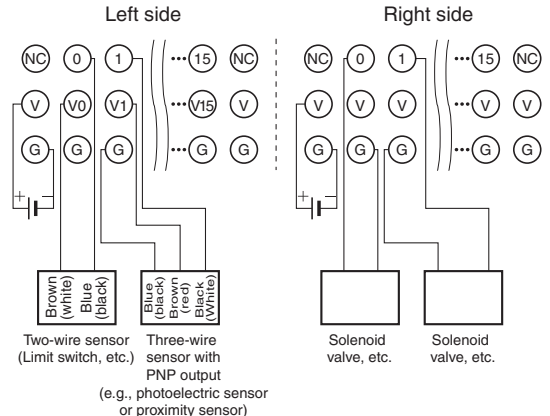 Left side
Right side
NC 0 1 ··· 15 NC
NC 0 1 ··· 15 NC
V V0 V1 ··· V15 V
V V V ··· V V
G G G ··· G G
G G G ··· G G
+ −
+ −
Brown
(white)
Blue
(black)
Blue
(black)
Brown
(red)
Black
(White)
Two-wire sensor
(Limit switch, etc.)
Three-wire
sensor with
PNP output
(e.g., photoelectric sensor
or proximity sensor)
Solenoid
valve, etc.
Solenoid
valve, etc.